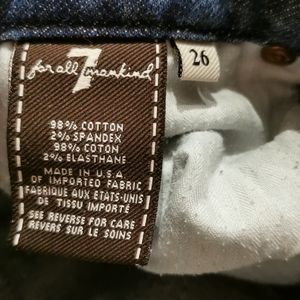 7
for all mankind
26
98% COTTON
2% SPANDEX
98% COTON
2% ELASTHANE
MADE IN U.S.A
OF IMPORTED FABRIC
FABRIQUE AUX ETATS-UNIS
DE TISSU IMPORTÉ
SEE REVERSE FOR CARE
REVERS SUR LE SOINS